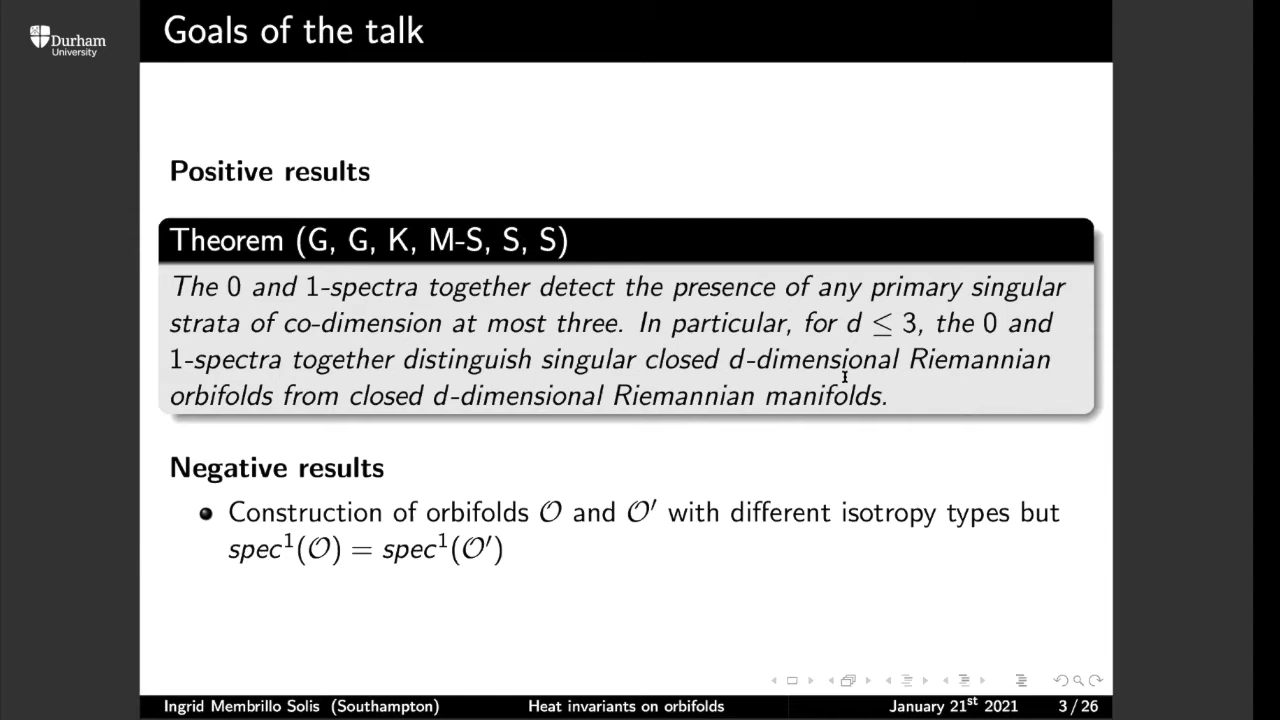 Durham
University
Goals of the talk
Positive results
Theorem (G, G, K, M-S, S, S)
The 0 and 1-spectra together detect the presence of any primary singular
strata of co-dimension at most three. In particular, for d ≤ 3, the 0 and
1-spectra together distinguish singular closed d-dimensional Riemannian
orbifolds from closed d-dimensional Riemannian manifolds.
Negative results
• Construction of orbifolds 𝒪 and 𝒪′ with different isotropy types but
spec¹(𝒪) = spec¹(𝒪′)
Ingrid Membrillo Solis (Southampton) Heat invariants on orbifolds January 21ˢᵗ 2021 3 / 26